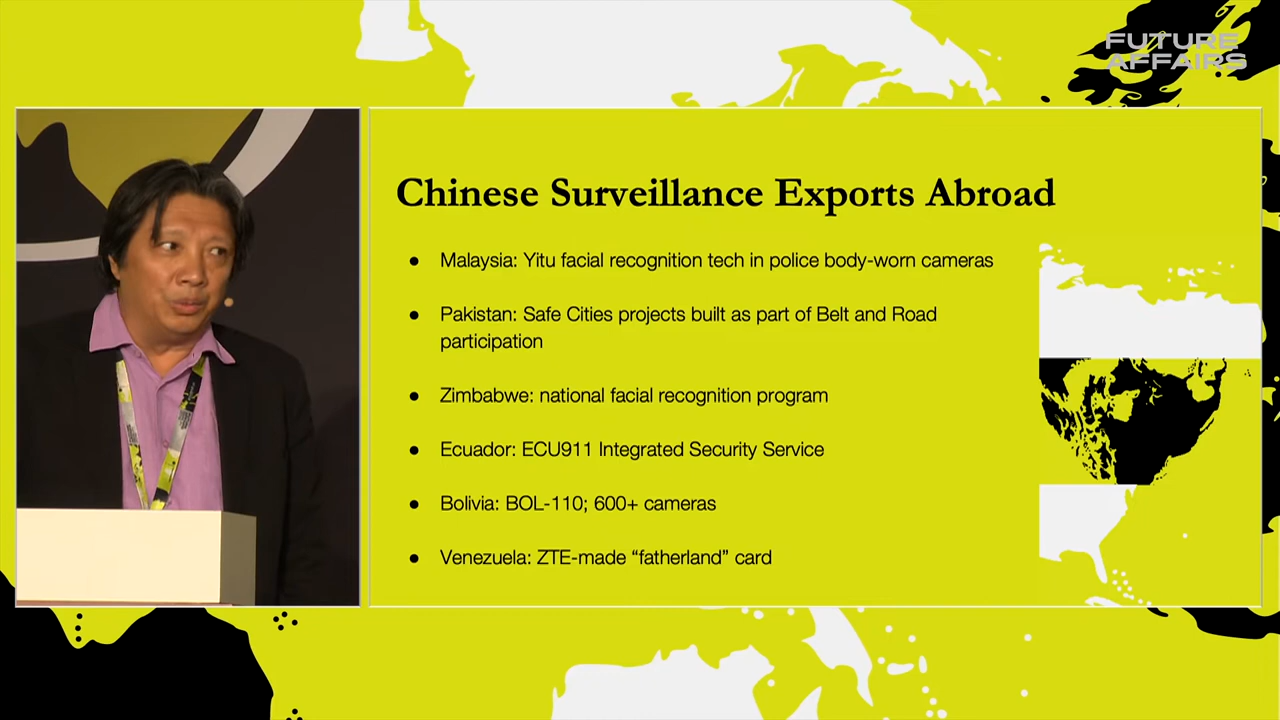 FUTURE
AFFAIRS
Chinese Surveillance Exports Abroad
● Malaysia: Yitu facial recognition tech in police body-worn cameras
● Pakistan: Safe Cities projects built as part of Belt and Road
participation
● Zimbabwe: national facial recognition program
● Ecuador: ECU911 Integrated Security Service
● Bolivia: BOL-110; 600+ cameras
● Venezuela: ZTE-made “fatherland” card